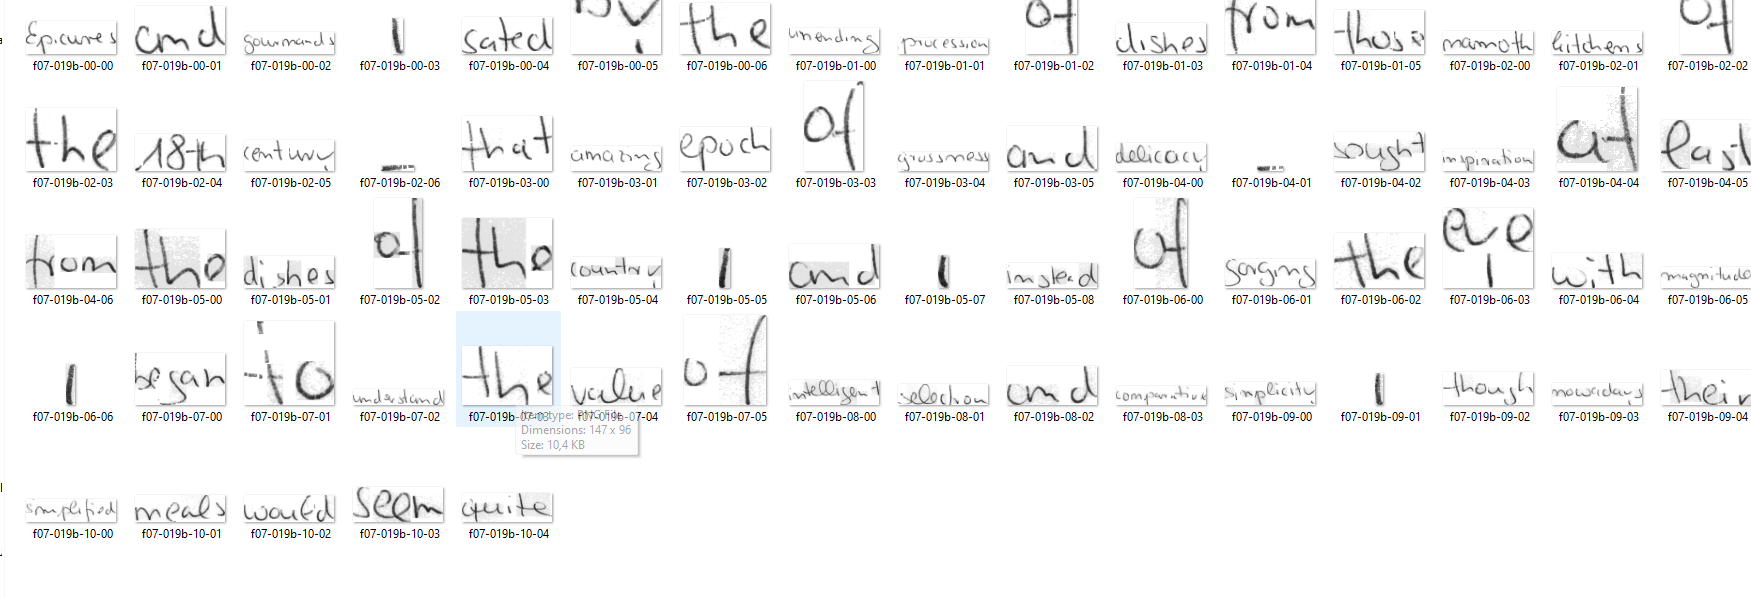 Epicures and gourmands , sated by , the unending procession of dishes from those mammoth kitchens of
f07-019b-00-00 f07-019b-00-01 f07-019b-00-02 f07-019b-00-03 f07-019b-00-04 f07-019b-00-05 f07-019b-00-06 f07-019b-01-00 f07-019b-01-01 f07-019b-01-02 f07-019b-01-03 f07-019b-01-04 f07-019b-01-05 f07-019b-02-00 f07-019b-02-01 f07-019b-02-02
the 18th century - that amazing epoch of grossness and delicacy - sought inspiration at east
f07-019b-02-03 f07-019b-02-04 f07-019b-02-05 f07-019b-02-06 f07-019b-03-00 f07-019b-03-01 f07-019b-03-02 f07-019b-03-03 f07-019b-03-04 f07-019b-03-05 f07-019b-04-00 f07-019b-04-01 f07-019b-04-02 f07-019b-04-03 f07-019b-04-04 f07-019b-04-05
from the dishes of the country , and , instead of gorging the eye with magnitude
f07-019b-04-06 f07-019b-05-00 f07-019b-05-01 f07-019b-05-02 f07-019b-05-03 f07-019b-05-04 f07-019b-05-05 f07-019b-05-06 f07-019b-05-07 f07-019b-05-08 f07-019b-06-00 f07-019b-06-01 f07-019b-06-02 f07-019b-06-03 f07-019b-06-04 f07-019b-06-05
, began to understand the value of intelligent selection and comparative simplicity , though nowadays their
f07-019b-06-06 f07-019b-07-00 f07-019b-07-01 f07-019b-07-02 f07-019b-07-04 f07-019b-07-05 f07-019b-08-00 f07-019b-08-01 f07-019b-08-02 f07-019b-08-03 f07-019b-09-00 f07-019b-09-01 f07-019b-09-02 f07-019b-09-03 f07-019b-09-04
Item type: PNG File
Dimensions: 147 x 96
Size: 10,4 KB
simplified meals would seem quite
f07-019b-10-00 f07-019b-10-01 f07-019b-10-02 f07-019b-10-03 f07-019b-10-04